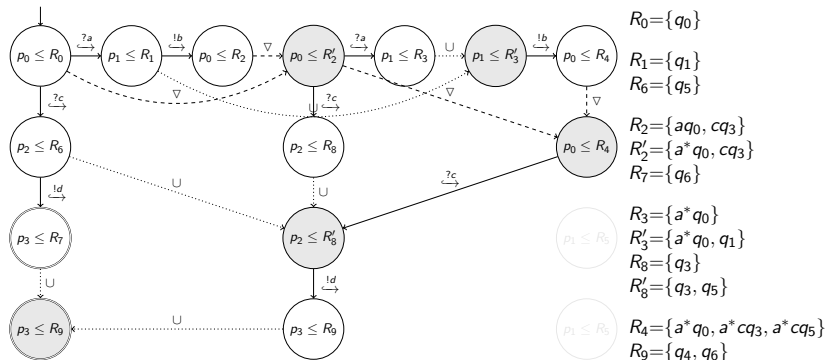 ?a !b ∇ ?a ∪ !b
↪ ↪ ↪ ↪
p₀ ≤ R₀ p₁ ≤ R₁ p₀ ≤ R₂ p₀ ≤ R′₂ p₁ ≤ R₃ p₁ ≤ R′₃ p₀ ≤ R₄
∇ ∪ ∇ ∇
?c ?c
↪ ↪
p₂ ≤ R₆ p₂ ≤ R₈ p₀ ≤ R₄
!d ∪ ∪ ?c
↪ ↪
p₃ ≤ R₇ p₂ ≤ R′₈ p₁ ≤ R₅
∪ !d
↪
p₃ ≤ R₉ ∪ p₃ ≤ R₉ p₁ ≤ R₅
R₀={q₀}
R₁={q₁}
R₆={q₅}
R₂={aq₀, cq₃}
R′₂={a*q₀, cq₃}
R₇={q₆}
R₃={a*q₀}
R′₃={a*q₀, q₁}
R₈={q₃}
R′₈={q₃, q₅}
R₄={a*q₀, a*cq₃, a*cq₅}
R₉={q₄, q₆}